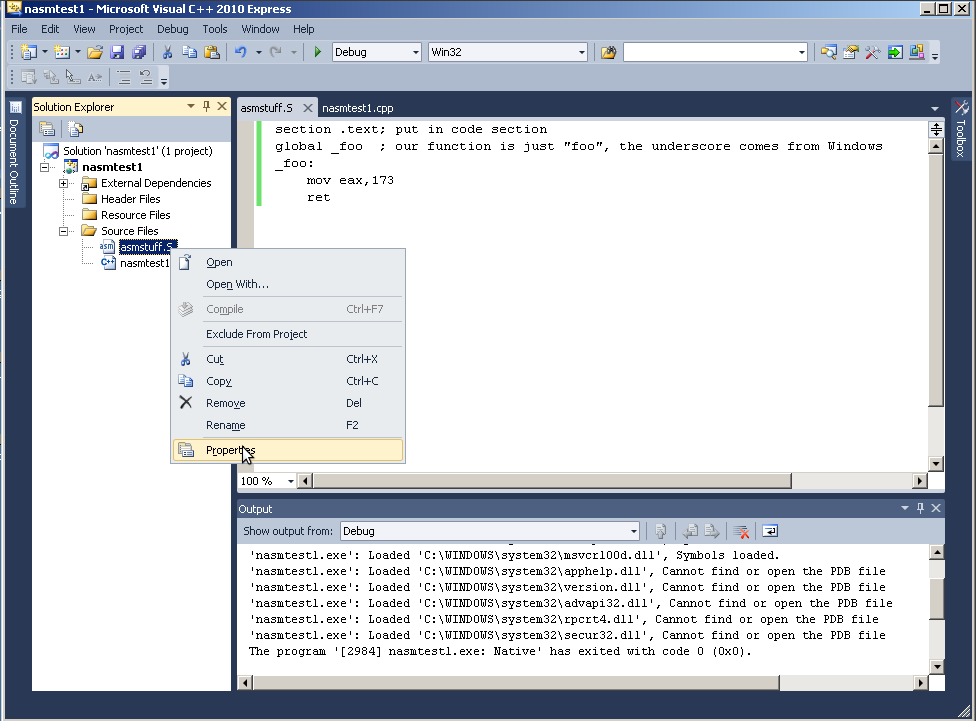 nasmtest1 - Microsoft Visual C++ 2010 Express
File Edit View Project Debug Tools Window Help
Debug Win32
Document Outline
Solution Explorer
Solution 'nasmtest1' (1 project)
nasmtest1
External Dependencies
Header Files
Resource Files
Source Files
asm asmstuff.S
C++ nasmtest1
Open
Open With...
Compile Ctrl+F7
Exclude From Project
Cut Ctrl+X
Copy Ctrl+C
Remove Del
Rename F2
Properties
asmstuff.S nasmtest1.cpp
section .text; put in code section
global _foo  ; our function is just "foo", the underscore comes from Windows
_foo:
    mov eax,173
    ret
100 %
Toolbox
Output
Show output from: Debug
'nasmtest1.exe': Loaded 'C:\WINDOWS\system32\msvcr100d.dll', Symbols loaded.
'nasmtest1.exe': Loaded 'C:\WINDOWS\system32\apphelp.dll', Cannot find or open the PDB file
'nasmtest1.exe': Loaded 'C:\WINDOWS\system32\version.dll', Cannot find or open the PDB file
'nasmtest1.exe': Loaded 'C:\WINDOWS\system32\advapi32.dll', Cannot find or open the PDB file
'nasmtest1.exe': Loaded 'C:\WINDOWS\system32\rpcrt4.dll', Cannot find or open the PDB file
'nasmtest1.exe': Loaded 'C:\WINDOWS\system32\secur32.dll', Cannot find or open the PDB file
The program '[2984] nasmtest1.exe: Native' has exited with code 0 (0x0).